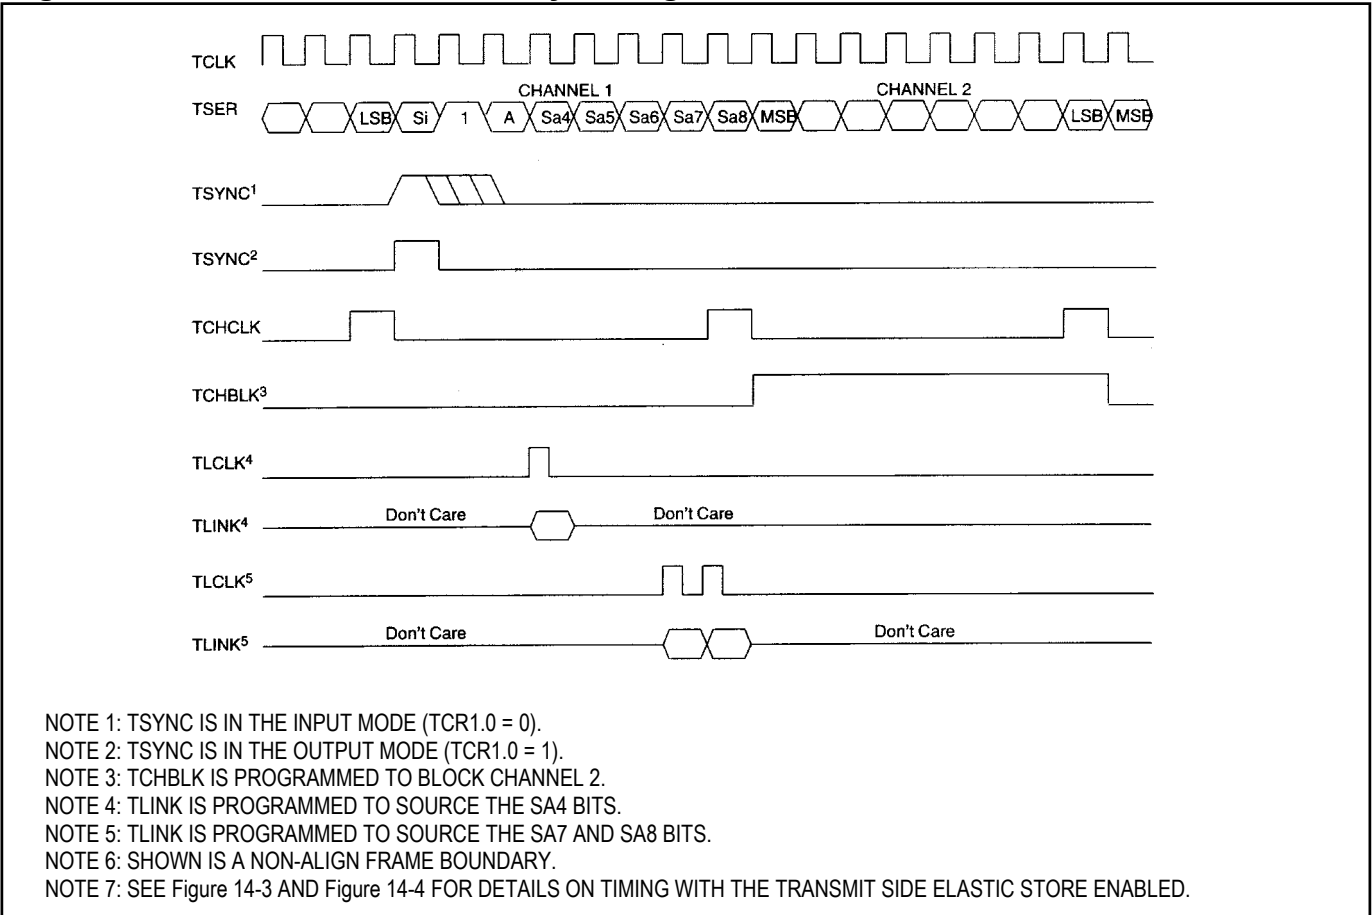 TCLK
CHANNEL 1 CHANNEL 2
TSER LSB Si 1 A Sa4 Sa5 Sa6 Sa7 Sa8 MSB LSB MSB
TSYNC1
TSYNC2
TCHCLK
TCHBLK3
TLCLK4
TLINK4 Don't Care Don't Care
TLCLK5
TLINK5 Don't Care Don't Care
NOTE 1: TSYNC IS IN THE INPUT MODE (TCR1.0 = 0).
NOTE 2: TSYNC IS IN THE OUTPUT MODE (TCR1.0 = 1).
NOTE 3: TCHBLK IS PROGRAMMED TO BLOCK CHANNEL 2.
NOTE 4: TLINK IS PROGRAMMED TO SOURCE THE SA4 BITS.
NOTE 5: TLINK IS PROGRAMMED TO SOURCE THE SA7 AND SA8 BITS.
NOTE 6: SHOWN IS A NON-ALIGN FRAME BOUNDARY.
NOTE 7: SEE Figure 14-3 AND Figure 14-4 FOR DETAILS ON TIMING WITH THE TRANSMIT SIDE ELASTIC STORE ENABLED.